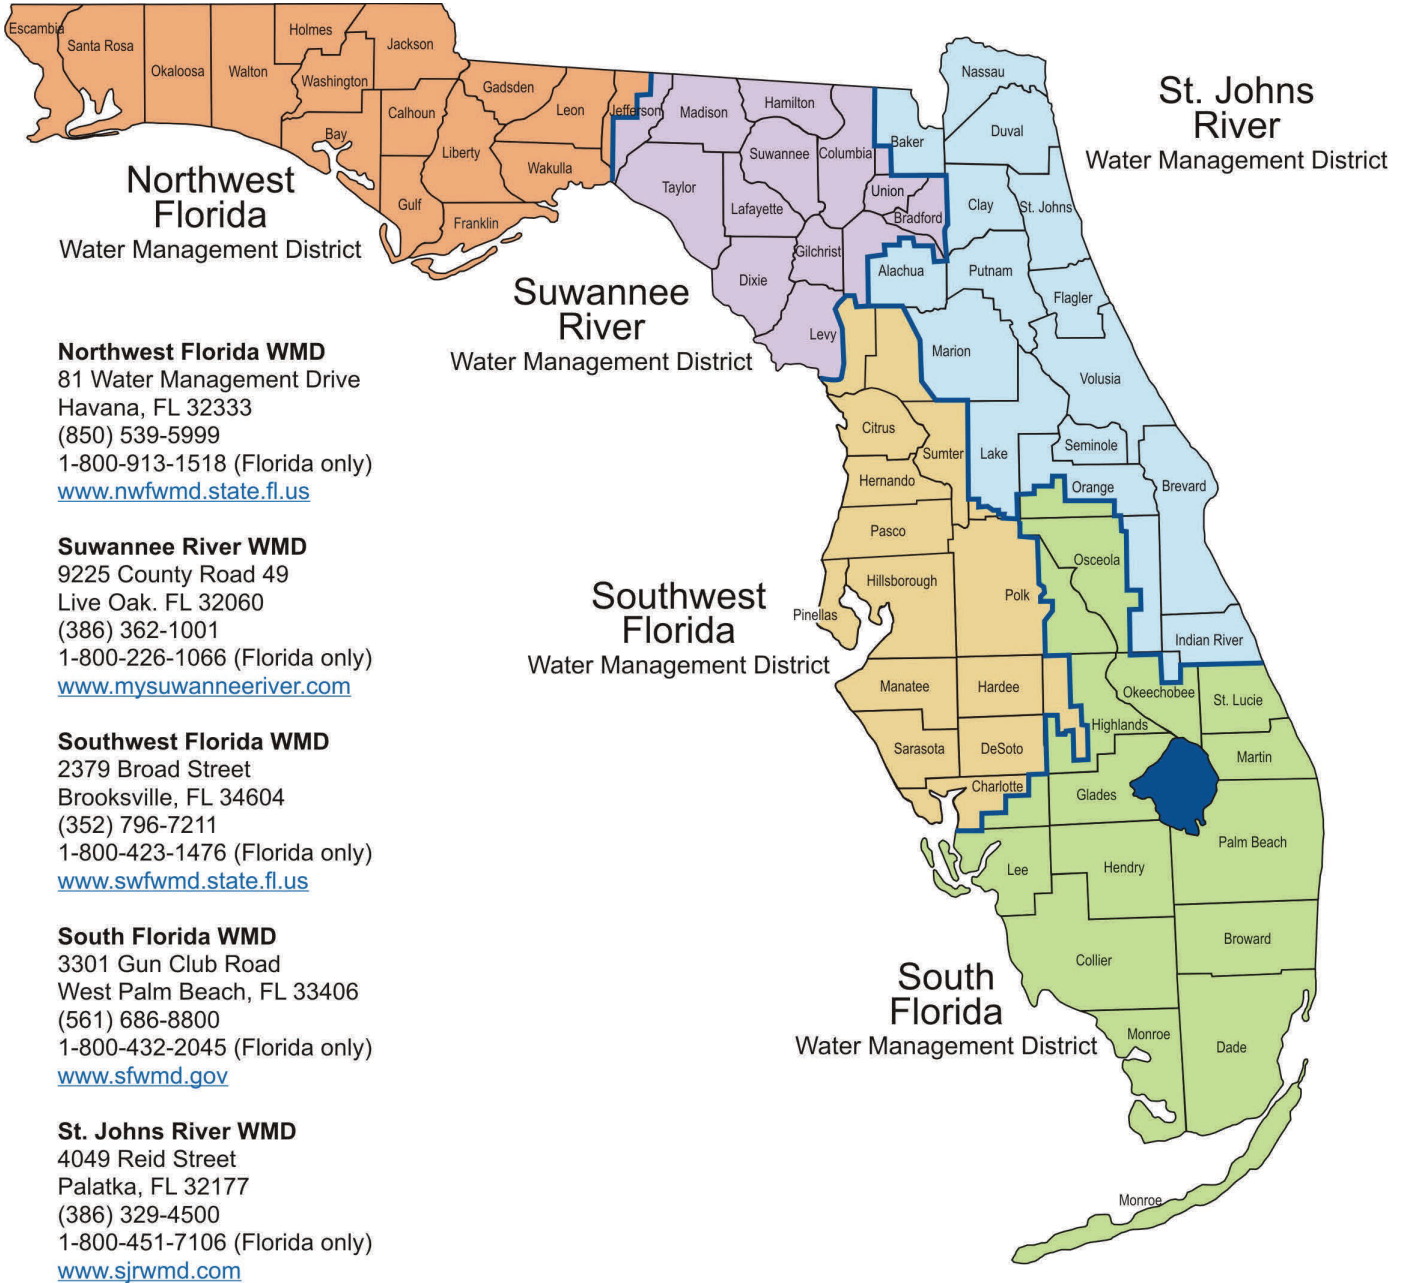 Escambia
Santa Rosa
Okaloosa
Walton
Holmes
Washington
Jackson
Bay
Calhoun
Gulf
Liberty
Gadsden
Franklin
Leon
Wakulla
Jefferson
Madison
Taylor
Hamilton
Suwannee
Lafayette
Dixie
Columbia
Gilchrist
Levy
Union
Bradford
Alachua
Baker
Nassau
Duval
Clay
St. Johns
Putnam
Flagler
Marion
Volusia
Citrus
Sumter
Lake
Seminole
Orange
Brevard
Hernando
Pasco
Hillsborough
Pinellas
Polk
Osceola
Indian River
Manatee
Hardee
Highlands
Okeechobee
St. Lucie
Sarasota
DeSoto
Martin
Charlotte
Glades
Palm Beach
Lee
Hendry
Broward
Collier
Monroe
Dade
Monroe
St. Johns
River
Water Management District
Northwest
Florida
Water Management District
Suwannee
River
Water Management District
Southwest
Florida
Water Management District
South
Florida
Water Management District
Northwest Florida WMD
81 Water Management Drive
Havana, FL 32333
(850) 539-5999
1-800-913-1518 (Florida only)
www.nwfwmd.state.fl.us
Suwannee River WMD
9225 County Road 49
Live Oak. FL 32060
(386) 362-1001
1-800-226-1066 (Florida only)
www.mysuwanneeriver.com
Southwest Florida WMD
2379 Broad Street
Brooksville, FL 34604
(352) 796-7211
1-800-423-1476 (Florida only)
www.swfwmd.state.fl.us
South Florida WMD
3301 Gun Club Road
West Palm Beach, FL 33406
(561) 686-8800
1-800-432-2045 (Florida only)
www.sfwmd.gov
St. Johns River WMD
4049 Reid Street
Palatka, FL 32177
(386) 329-4500
1-800-451-7106 (Florida only)
www.sjrwmd.com